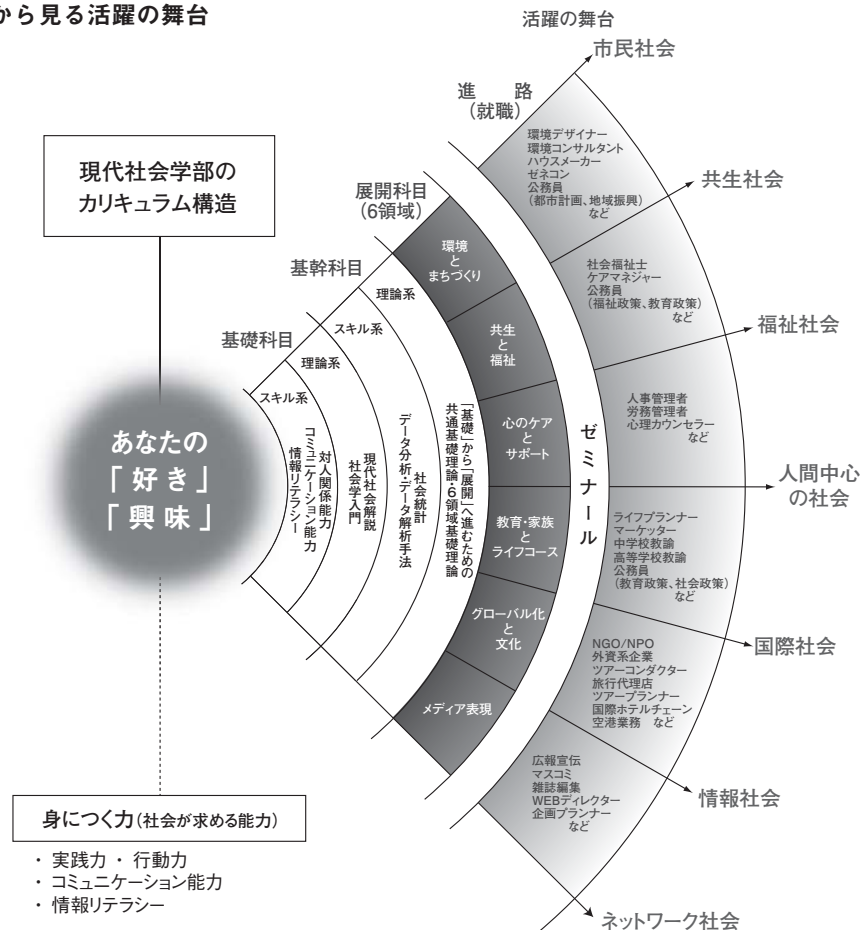 から見る活躍の舞台
活躍の舞台
市民社会
進 路
(就職)
共生社会
福祉社会
人間中心
の社会
国際社会
情報社会
ネットワーク社会
現代社会学部の
カリキュラム構造
あなたの
「好き」
「興味」
身につく力(社会が求める能力)
・ 実践力 ・ 行動力
・ コミュニケーション能力
・ 情報リテラシー
基礎科目
スキル系
情報リテラシー
コミュニケーション能力
対人関係能力
理論系
社会学入門
現代社会解説
基幹科目
スキル系
データ分析・データ解析手法
社会統計
理論系
「基礎」から「展開」へ進むための
共通基礎理論・6領域基礎理論
展開科目
(6領域)
環境
と
まちづくり
共生
と
福祉
心のケア
と
サポート
教育・家族
と
ライフコース
グローバル化
と
文化
メディア表現
ゼミナール
環境デザイナー
環境コンサルタント
ハウスメーカー
ゼネコン
公務員
(都市計画、地域振興)
など
社会福祉士
ケアマネジャー
公務員
(福祉政策、教育政策)
など
人事管理者
労務管理者
心理カウンセラー
など
ライフプランナー
マーケッター
中学校教諭
高等学校教諭
公務員
(教育政策、社会政策)
など
NGO/NPO
外資系企業
ツアーコンダクター
旅行代理店
ツアープランナー
国際ホテルチェーン
空港業務 など
広報宣伝
マスコミ
雑誌編集
WEBディレクター
企画プランナー
など